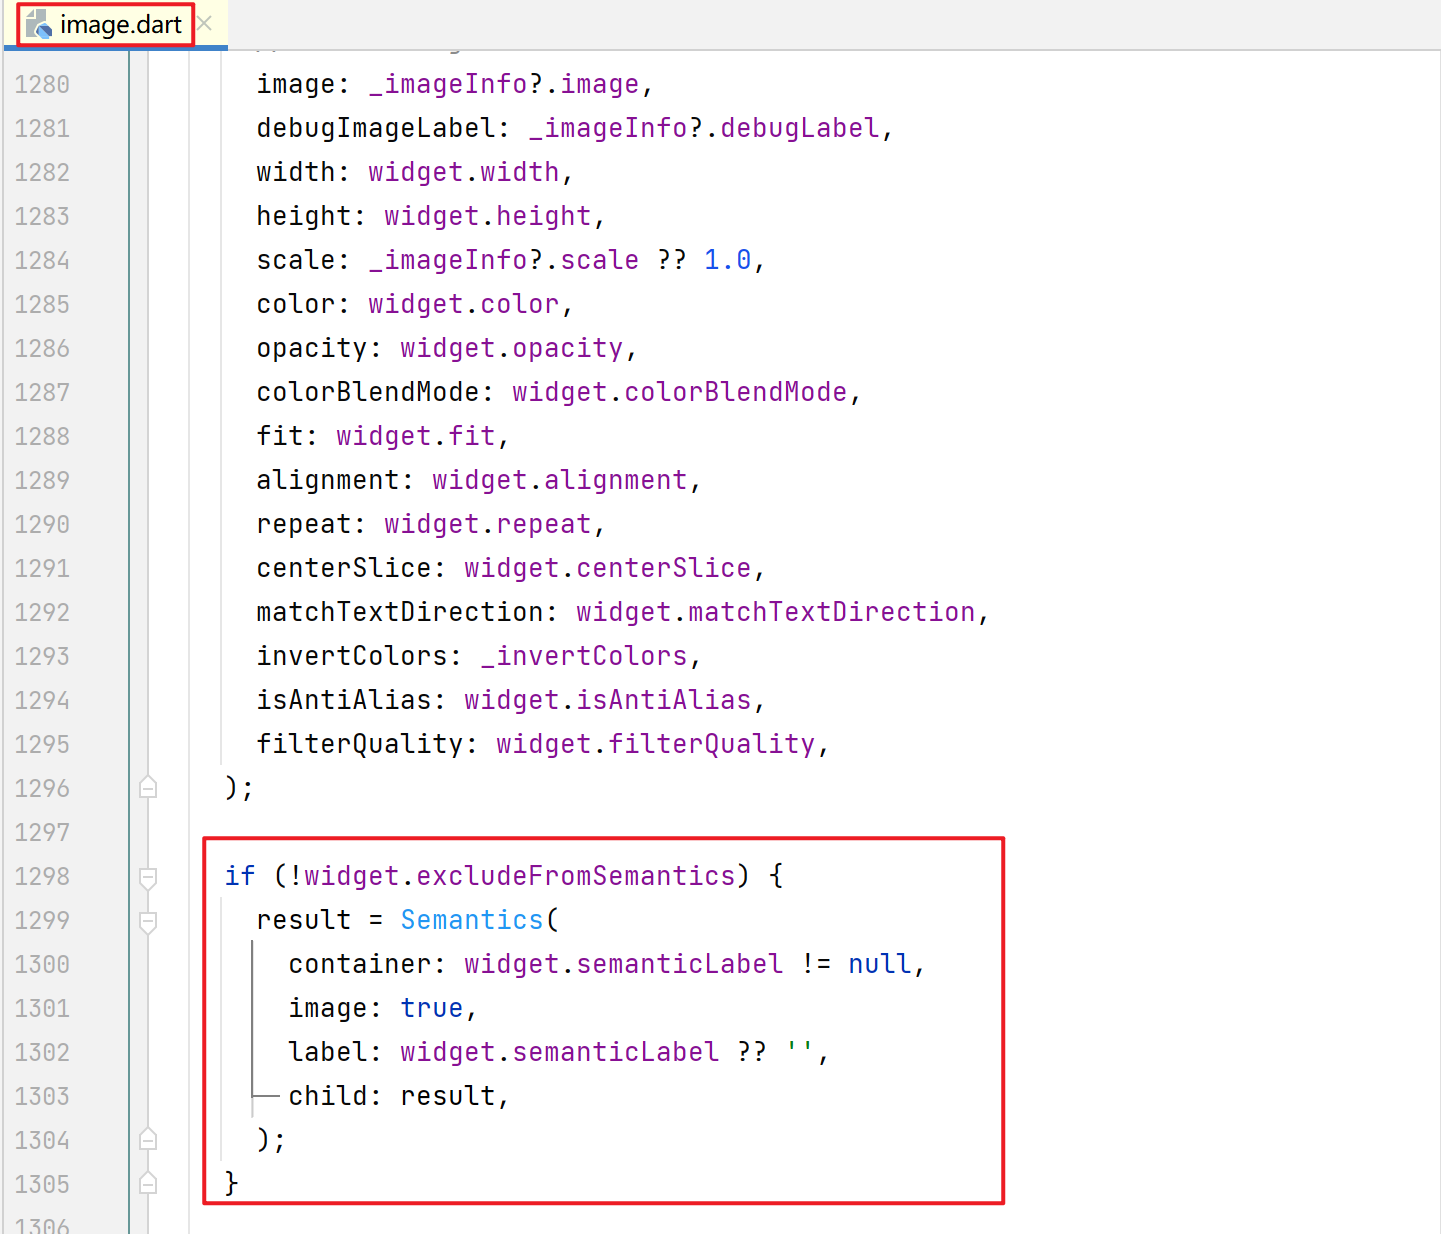 image.dart
1280 image: _imageInfo?.image,
1281 debugImageLabel: _imageInfo?.debugLabel,
1282 width: widget.width,
1283 height: widget.height,
1284 scale: _imageInfo?.scale ?? 1.0,
1285 color: widget.color,
1286 opacity: widget.opacity,
1287 colorBlendMode: widget.colorBlendMode,
1288 fit: widget.fit,
1289 alignment: widget.alignment,
1290 repeat: widget.repeat,
1291 centerSlice: widget.centerSlice,
1292 matchTextDirection: widget.matchTextDirection,
1293 invertColors: _invertColors,
1294 isAntiAlias: widget.isAntiAlias,
1295 filterQuality: widget.filterQuality,
1296 );
1297
1298 if (!widget.excludeFromSemantics) {
1299 result = Semantics(
1300 container: widget.semanticLabel != null,
1301 image: true,
1302 label: widget.semanticLabel ?? '',
1303 child: result,
1304 );
1305 }
1306